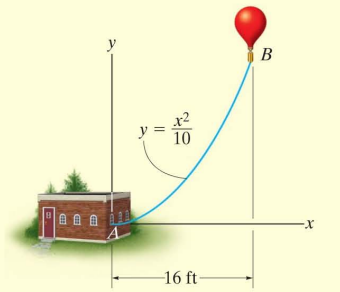 y
B
y = x²/10
A
x
16 ft